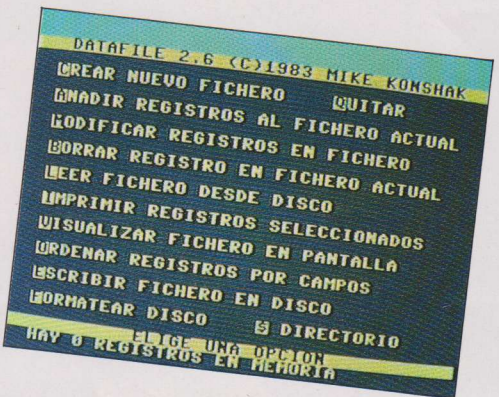 DATAFILE 2.6 (C)1983 MIKE KONSHAK
CREAR NUEVO FICHERO QUITAR
ANADIR REGISTROS AL FICHERO ACTUAL
MODIFICAR REGISTROS EN FICHERO
BORRAR REGISTRO EN FICHERO ACTUAL
LEER FICHERO DESDE DISCO
IMPRIMIR REGISTROS SELECCIONADOS
VISUALIZAR FICHERO EN PANTALLA
ORDENAR REGISTROS POR CAMPOS
ESCRIBIR FICHERO EN DISCO
FORMATEAR DISCO $ DIRECTORIO
ELIGE UNA OPCION
HAY 0 REGISTROS EN MEMORIA